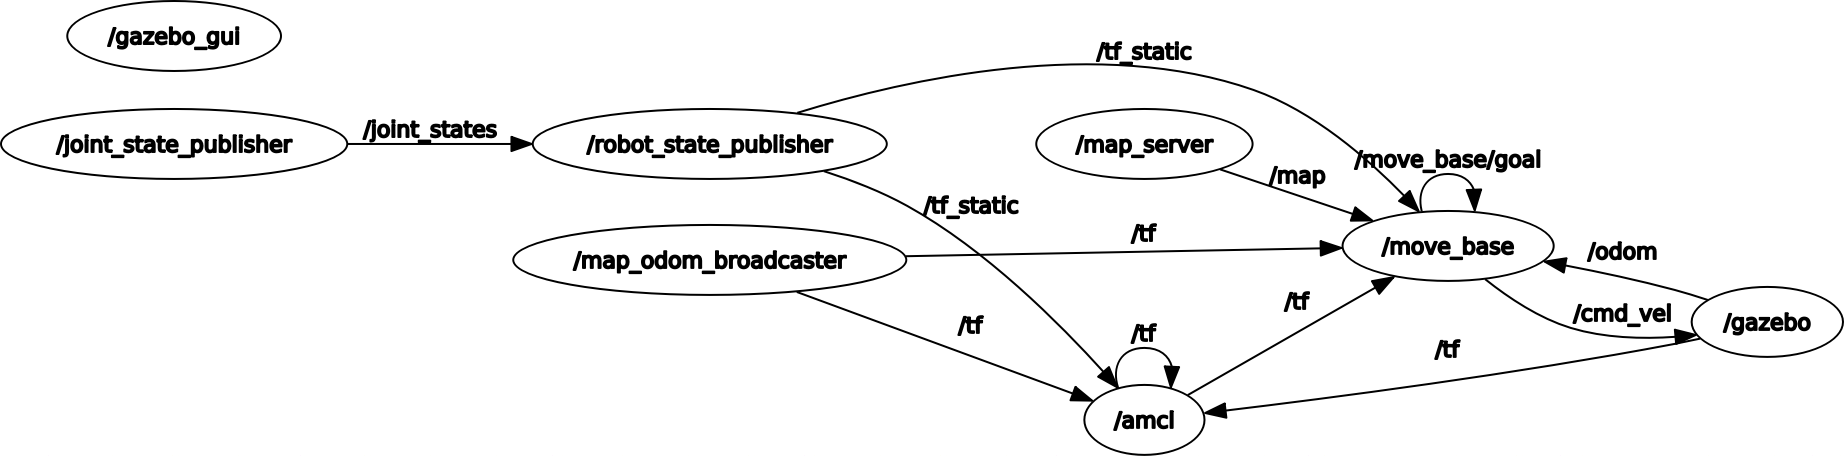 /gazebo_gui
/tf_static
/joint_states
/joint_state_publisher
/robot_state_publisher
/map_server
/move_base/goal
/map
/tf_static
/tf
/map_odom_broadcaster
/move_base
/odom
/tf
/cmd_vel
/gazebo
/tf
/tf
/tf
/amcl